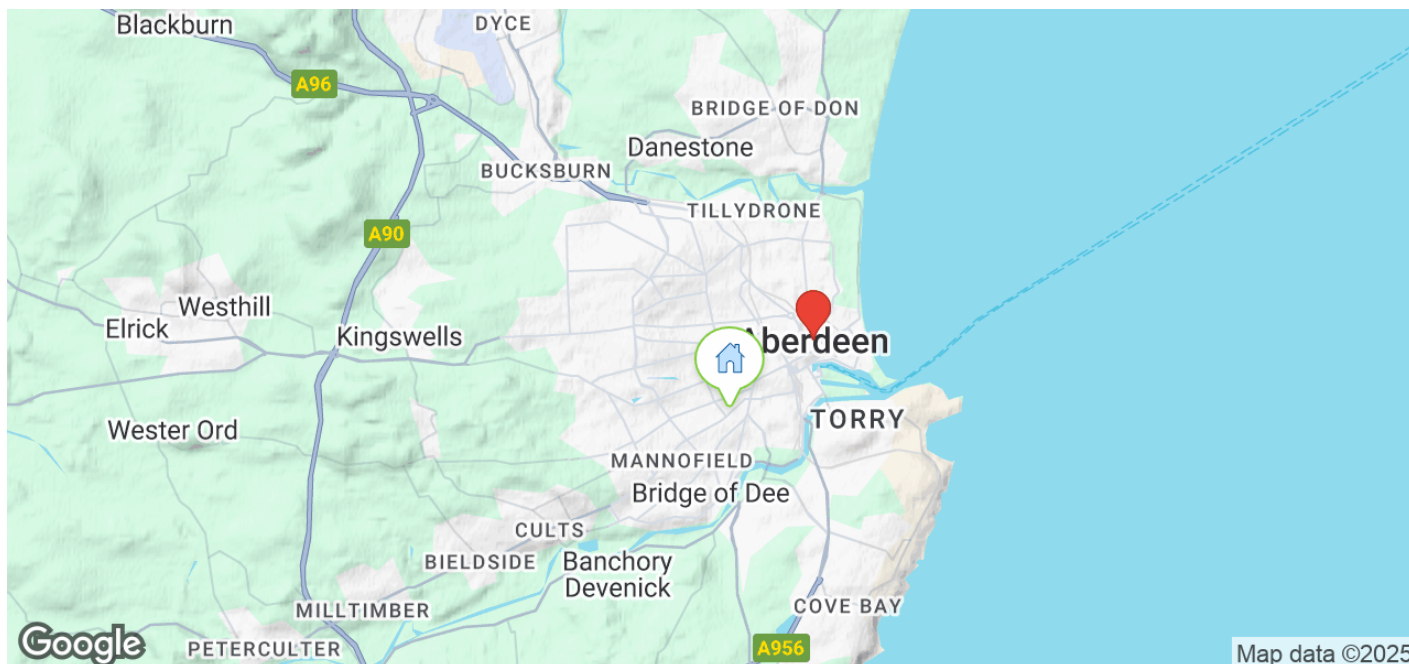 Blackburn
DYCE
A96
BRIDGE OF DON
Danestone
BUCKSBURN
TILLYDRONE
A90
Westhill
Elrick
Kingswells
Aberdeen
TORRY
Wester Ord
MANNOFIELD
Bridge of Dee
CULTS
BIELDSIDE
Banchory
Devenick
MILLTIMBER
COVE BAY
PETERCULTER
A956
Google
Map data ©2025